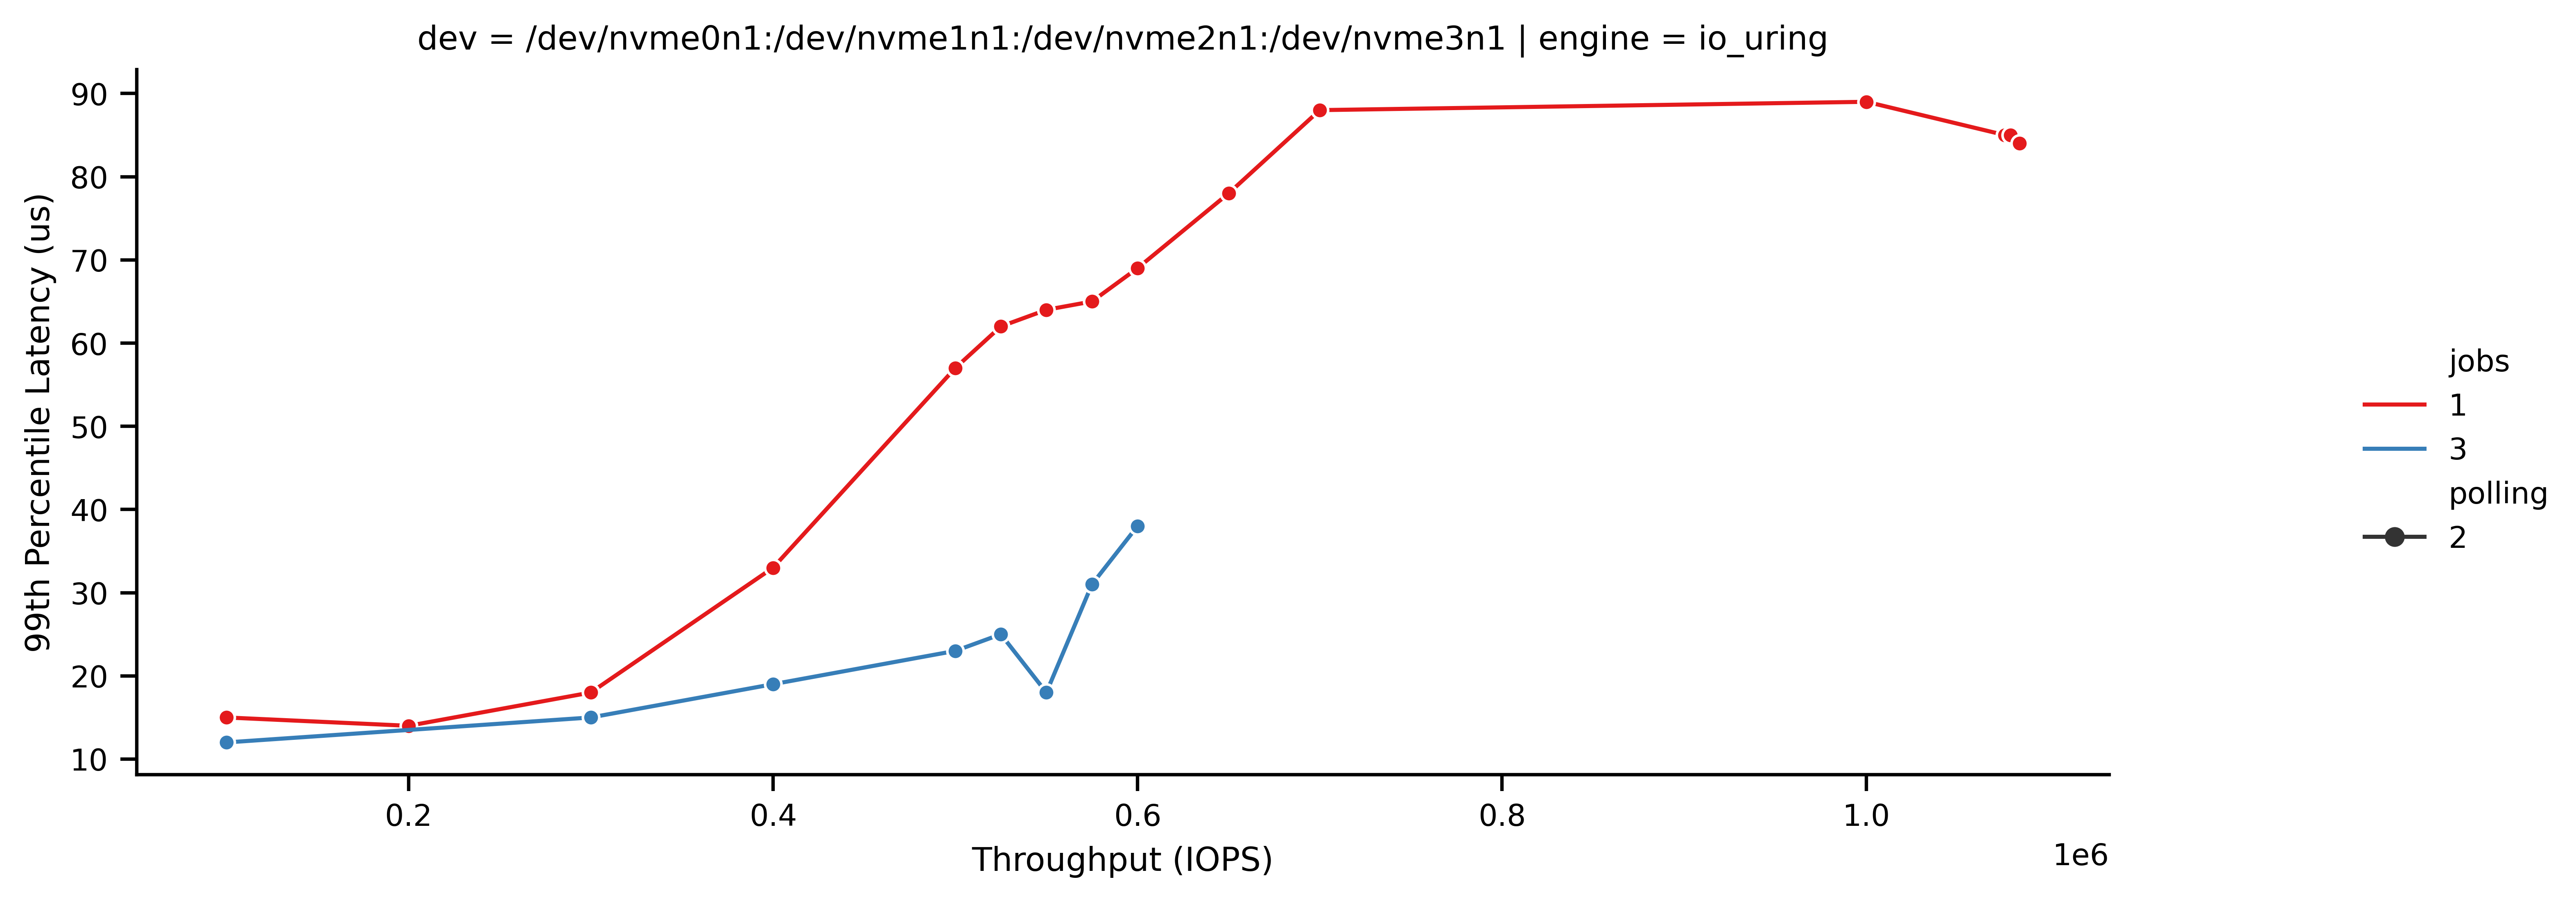 dev = /dev/nvme0n1:/dev/nvme1n1:/dev/nvme2n1:/dev/nvme3n1 | engine = io_uring
99th Percentile Latency (us)
90
80
70
60
50
40
30
20
10
0.2
0.4
0.6
0.8
1.0
1e6
Throughput (IOPS)
jobs
1
3
polling
2